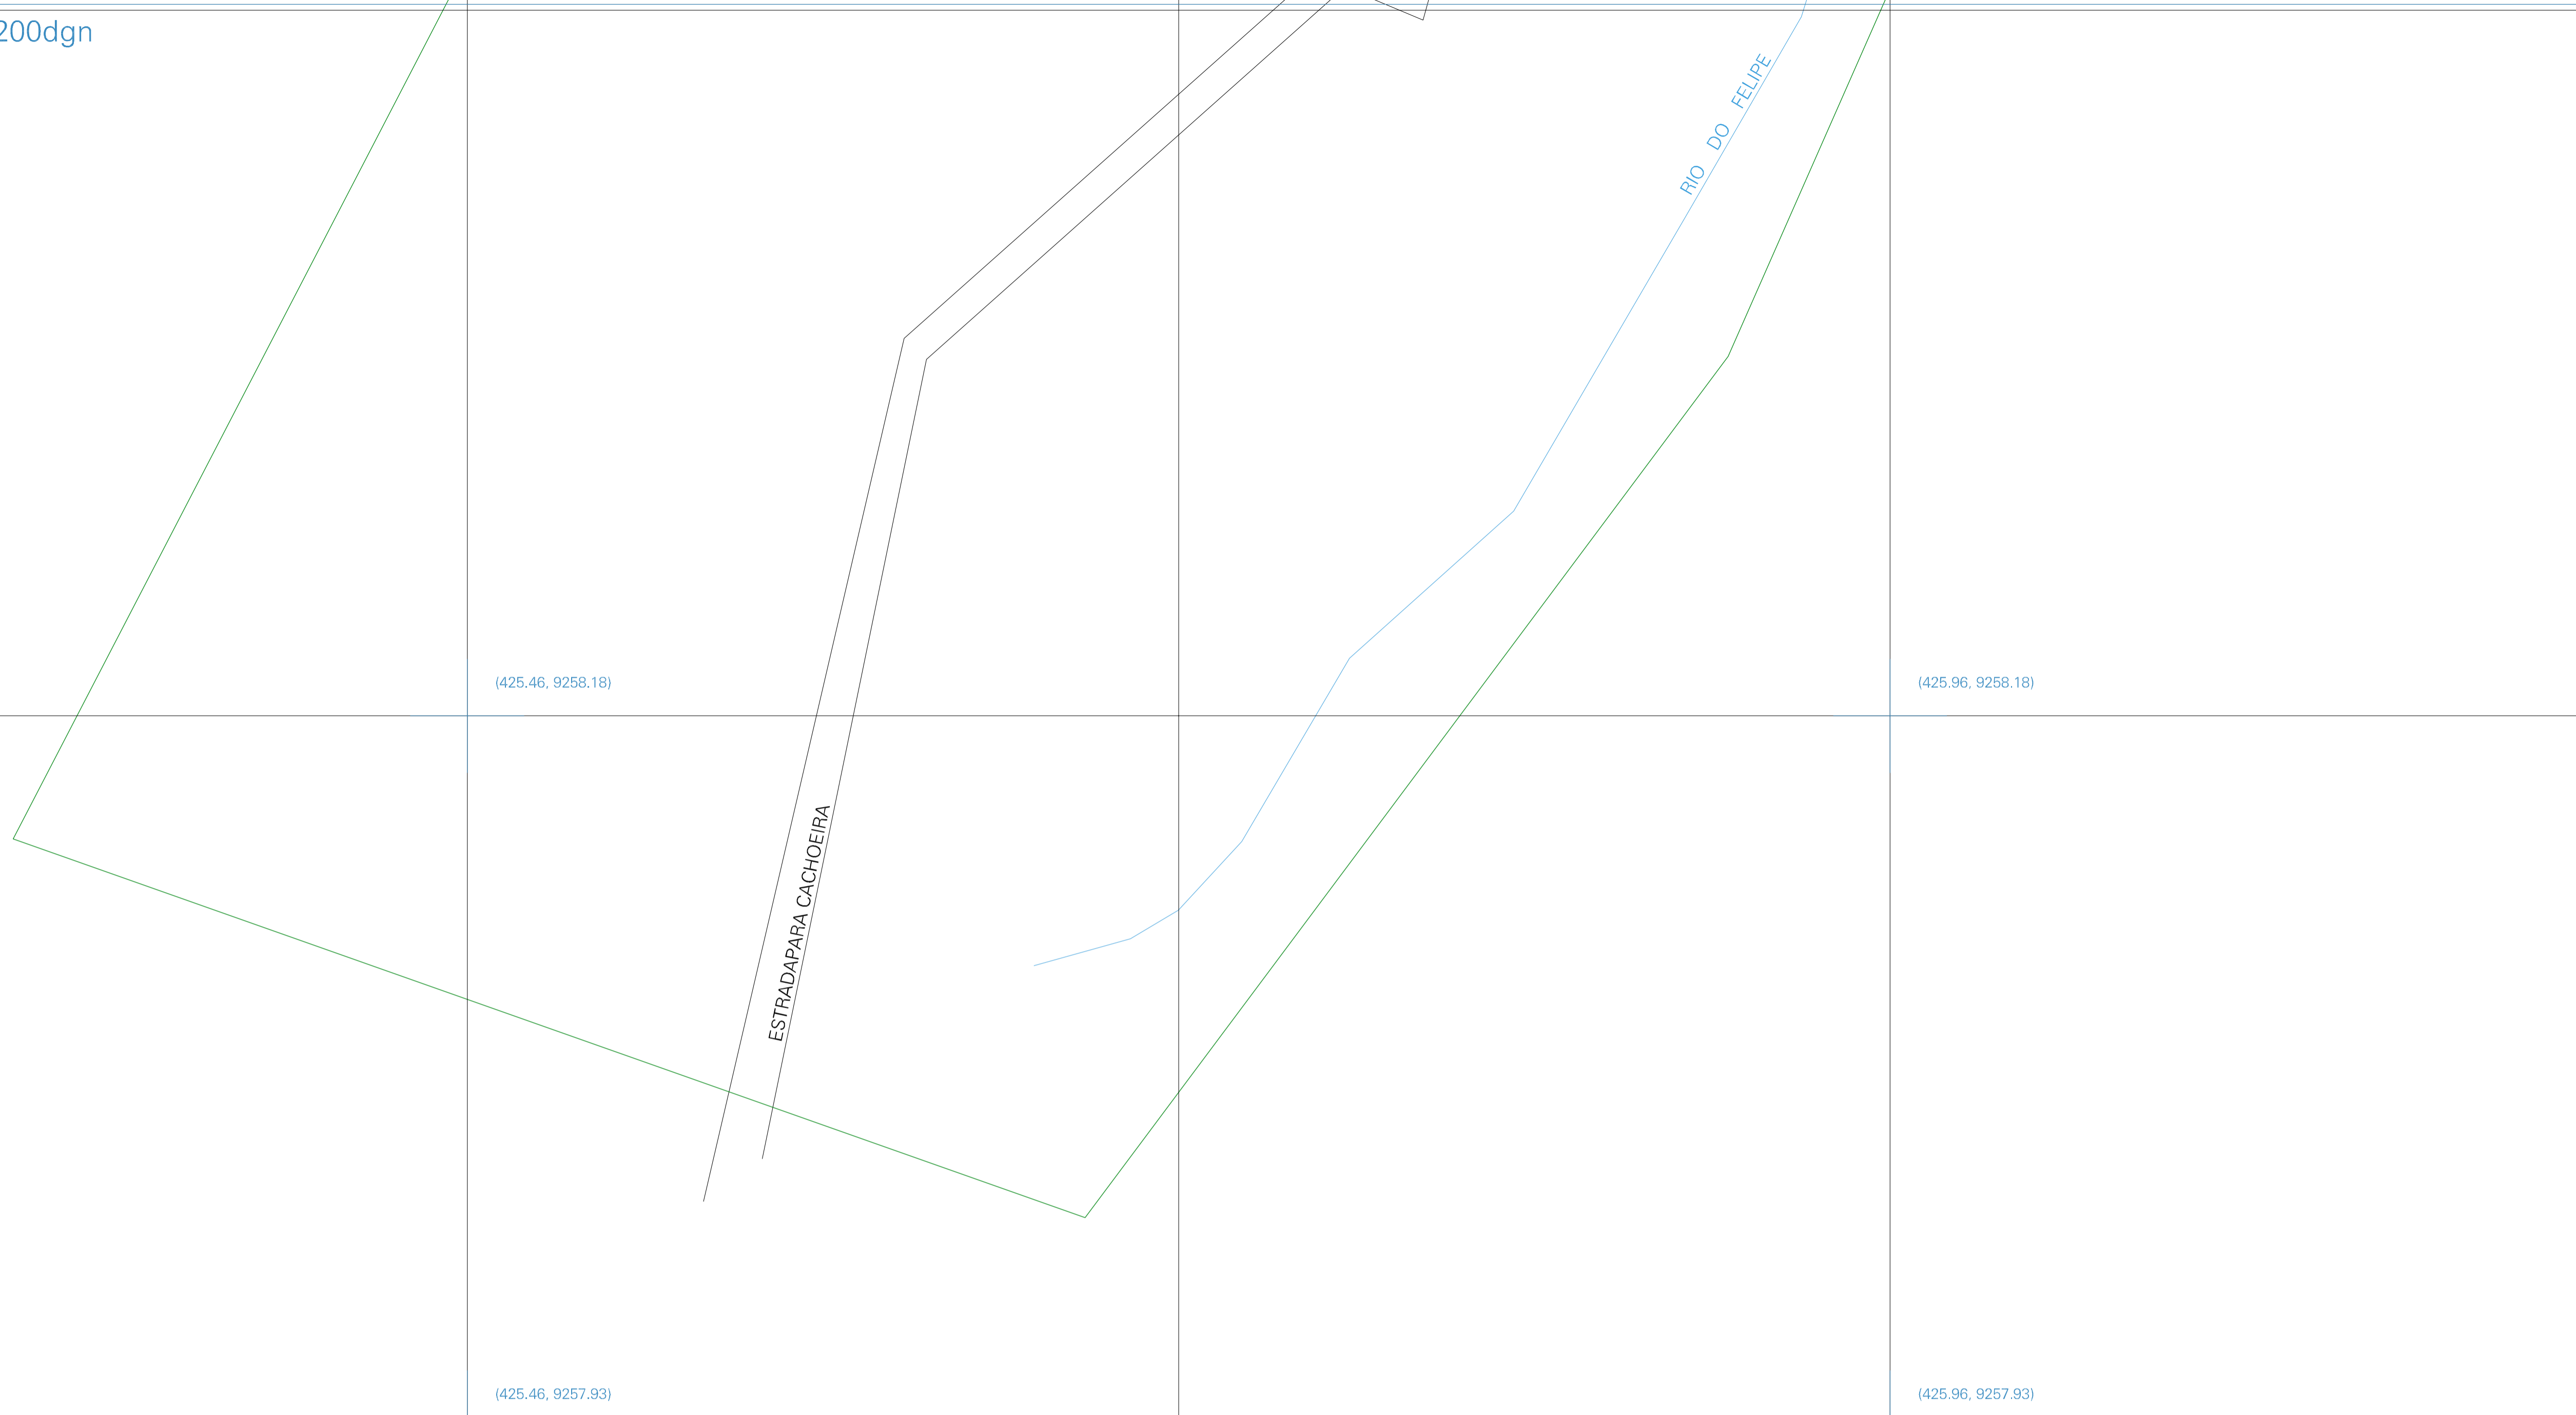 200dgn
RIO DO FELIPE
(425.46, 9258.18)
(425.96, 9258.18)
ESTRADAPARA CACHOEIRA
(425.46, 9257.93)
(425.96, 9257.93)